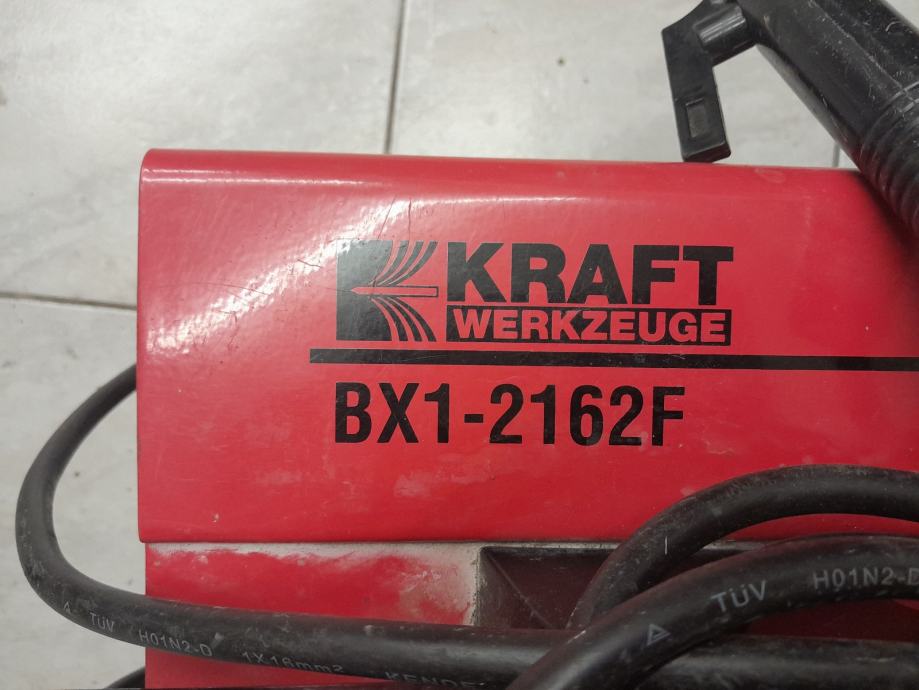 KRAFT
WERKZEUGE
BX1-2162F
TÜV H01N2-D
TÜV H01N2-D 1X16mm²